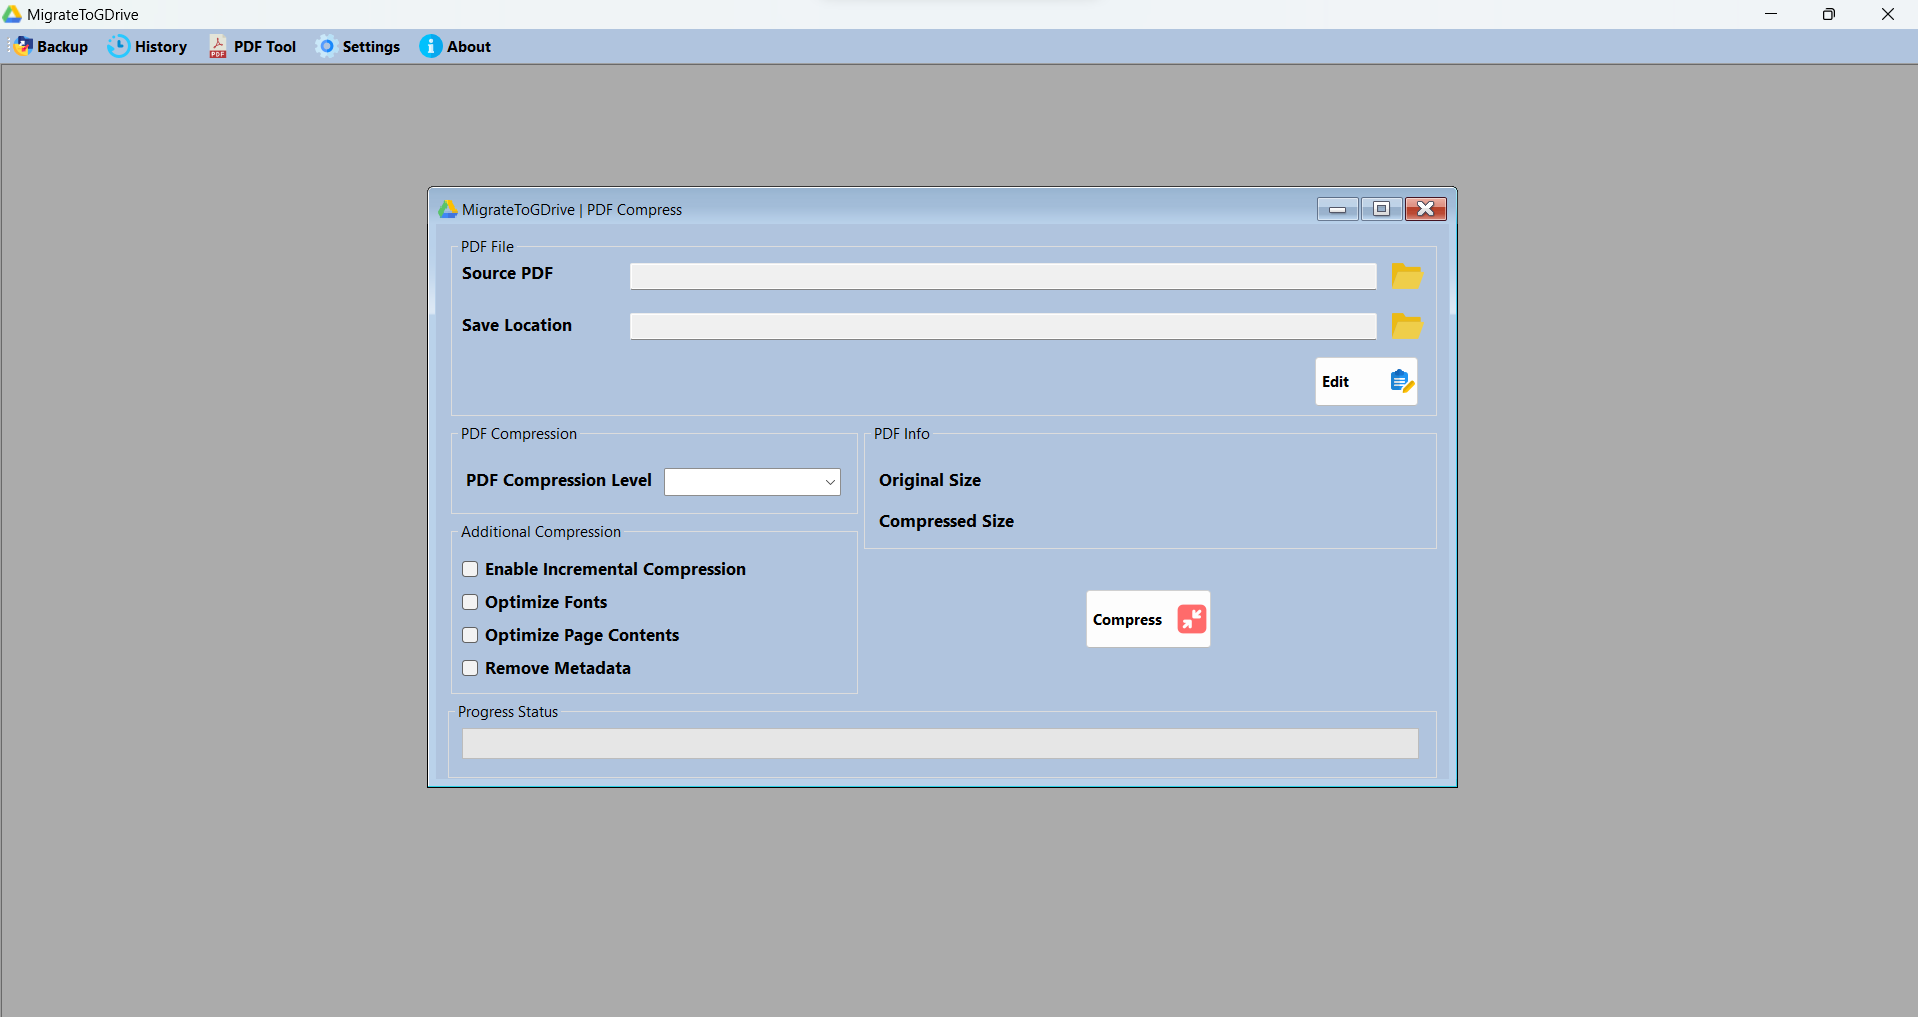 MigrateToGDrive
Backup History PDF Tool Settings About
MigrateToGDrive | PDF Compress
PDF File
Source PDF
Save Location
Edit
PDF Compression
PDF Compression Level
PDF Info
Original Size
Compressed Size
Additional Compression
Enable Incremental Compression
Optimize Fonts
Optimize Page Contents
Remove Metadata
Compress
Progress Status